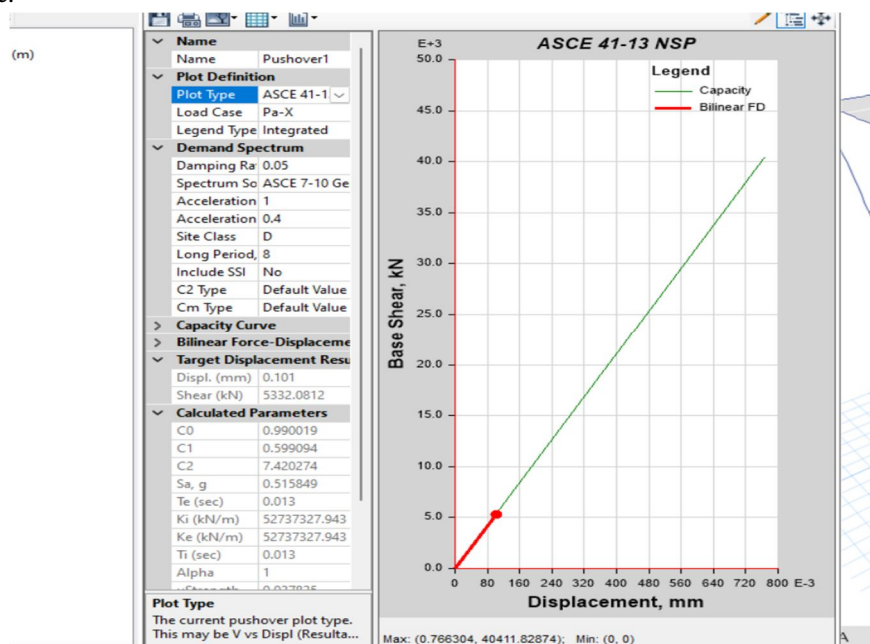 (m)
Name
Name Pushover1
Plot Definition
Plot Type ASCE 41-1
Load Case Pa-X
Legend Type Integrated
Demand Spectrum
Damping Ra 0.05
Spectrum So ASCE 7-10 Ge
Acceleration 1
Acceleration 0.4
Site Class D
Long Period, 8
Include SSI No
C2 Type Default Value
Cm Type Default Value
Capacity Curve
Bilinear Force-Displaceme
Target Displacement Resu
Displ. (mm) 0.101
Shear (kN) 5332.0812
Calculated Parameters
C0 0.990019
C1 0.599094
C2 7.420274
Sa, g 0.515849
Te (sec) 0.013
Ki (kN/m) 52737327.943
Ke (kN/m) 52737327.943
Ti (sec) 0.013
Alpha 1
Plot Type
The current pushover plot type.
This may be V vs Displ (Resulta...
ASCE 41-13 NSP
E+3
Legend
Capacity
Bilinear FD
50.0
45.0
40.0
35.0
30.0
25.0
20.0
15.0
10.0
5.0
0.0
Base Shear, kN
0 80 160 240 320 400 480 560 640 720 800 E-3
Displacement, mm
Max: (0.766304, 40411.82874); Min: (0, 0)
A